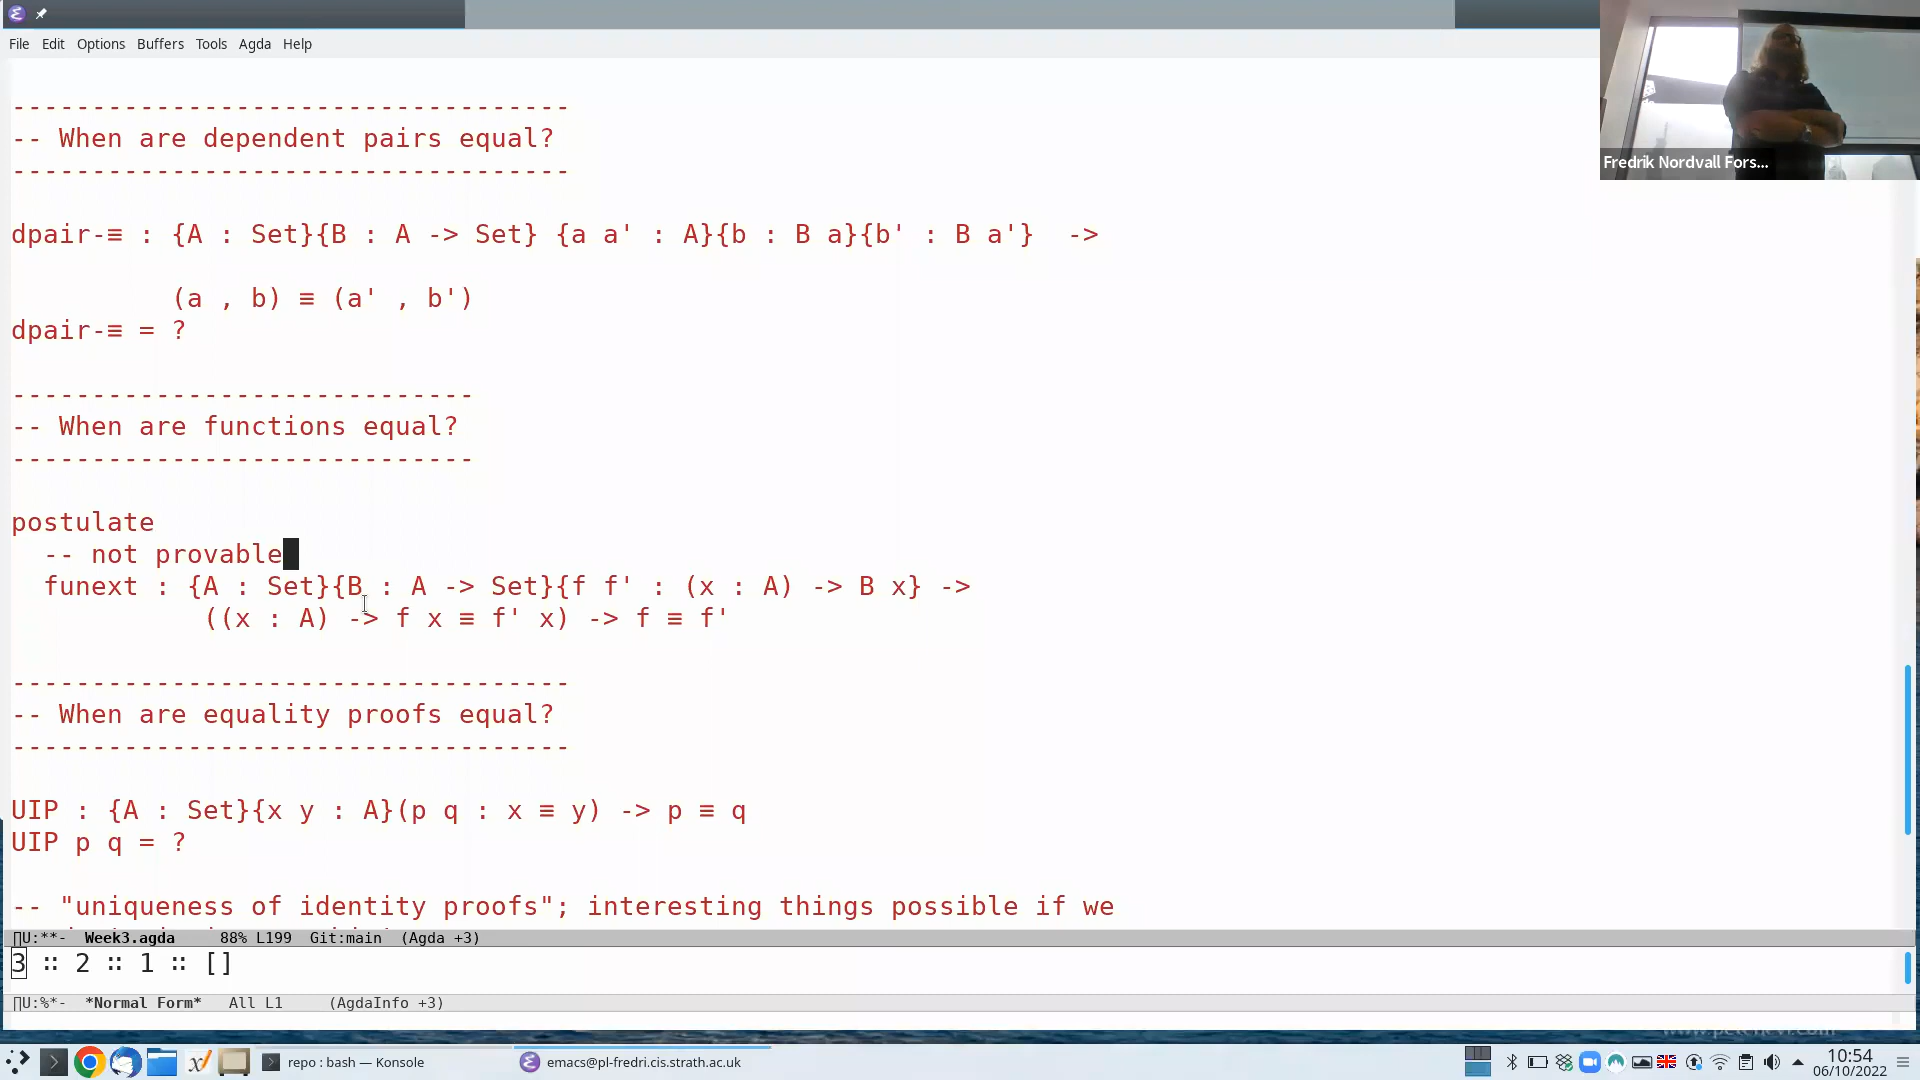 File Edit Options Buffers Tools Agda Help
-----------------------------------
-- When are dependent pairs equal?
-----------------------------------
dpair-≡ : {A : Set}{B : A -> Set} {a a' : A}{b : B a}{b' : B a'}  ->
(a , b) ≡ (a' , b')
dpair-≡ = ?
-----------------------------
-- When are functions equal?
-----------------------------
postulate
-- not provable
funext : {A : Set}{B : A -> Set}{f f' : (x : A) -> B x} ->
((x : A) -> f x ≡ f' x) -> f ≡ f'
-----------------------------------
-- When are equality proofs equal?
-----------------------------------
UIP : {A : Set}{x y : A}(p q : x ≡ y) -> p ≡ q
UIP p q = ?
-- "uniqueness of identity proofs"; interesting things possible if we
U:**- Week3.agda 88% L199 Git:main (Agda +3)
3 ∷ 2 ∷ 1 ∷ []
U:%*- *Normal Form* All L1 (AgdaInfo +3)
Fredrik Nordvall Fors...
repo : bash — Konsole
emacs@pl-fredri.cis.strath.ac.uk
10:54
06/10/2022